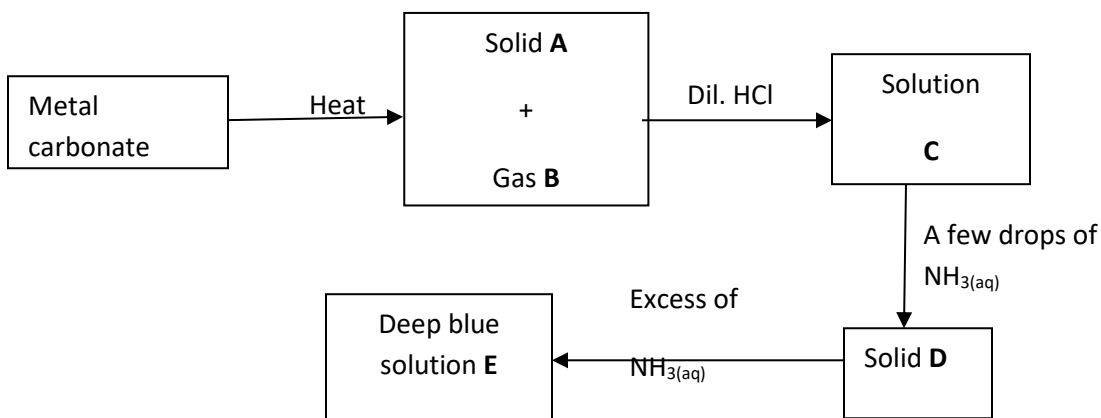 Metal
carbonate
Heat
Solid A
+
Gas B
Dil. HCl
Solution
C
A few drops of
NH₃(aq)
Solid D
Excess of
NH₃(aq)
Deep blue
solution E